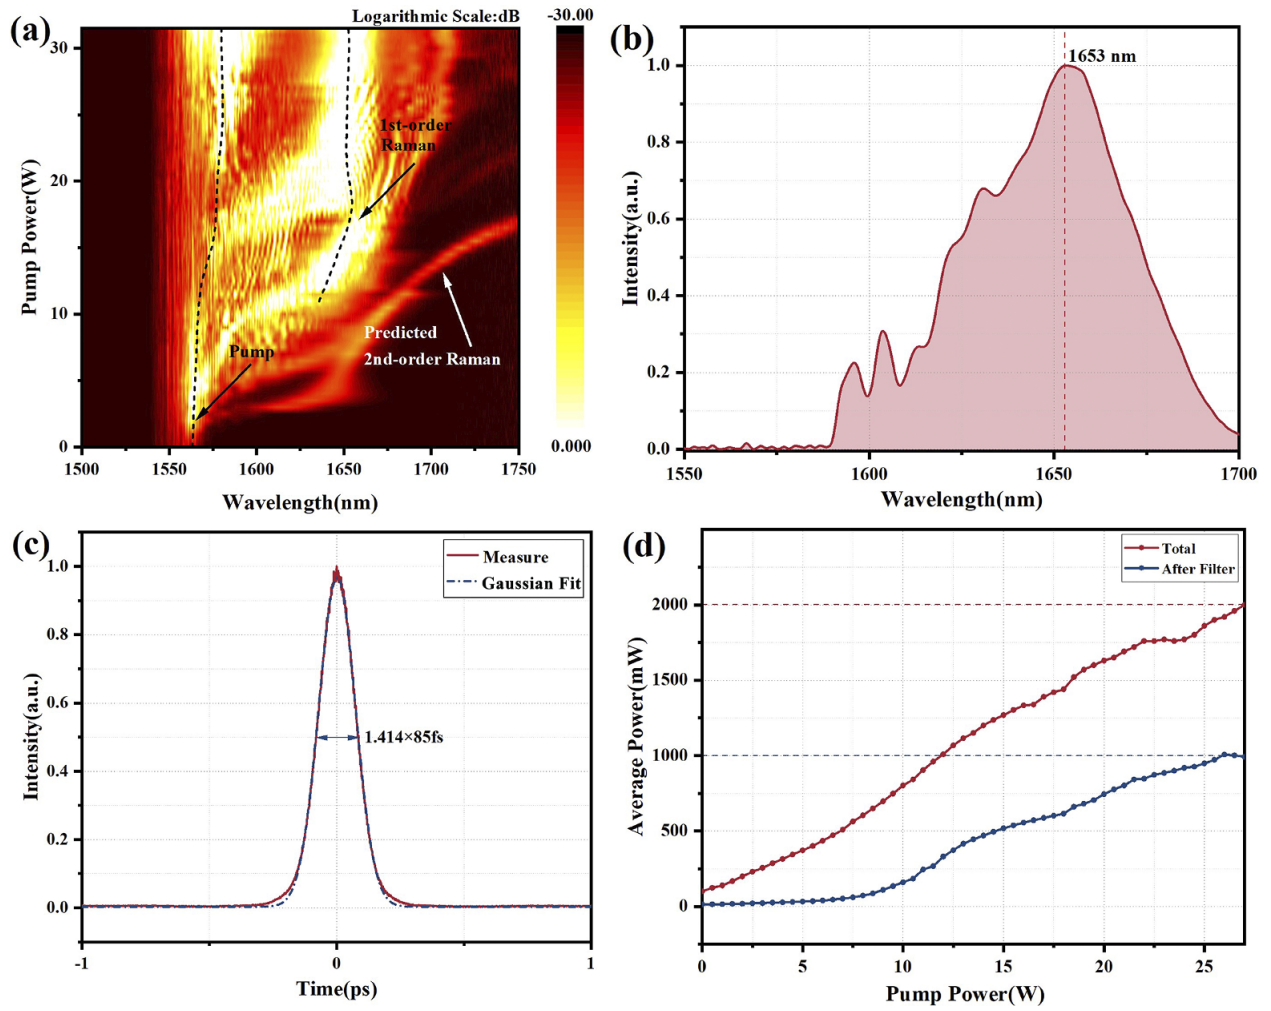 (a)
Logarithmic Scale:dB
-30.00
30
20
10
0
Pump Power(W)
1st-order
Raman
Predicted
2nd-order Raman
Pump
0.000
1500
1550
1600
1650
1700
1750
Wavelength(nm)
(b)
1653 nm
1.0
0.8
0.6
0.4
0.2
0.0
Intensity(a.u.)
1550
1600
1650
1700
Wavelength(nm)
(c)
Measure
Gaussian Fit
1.0
0.8
0.6
0.4
0.2
0.0
Intensity(a.u.)
1.414×85fs
-1
0
1
Time(ps)
(d)
Total
After Filter
2000
1500
1000
500
0
Average Power(mW)
0
5
10
15
20
25
Pump Power(W)